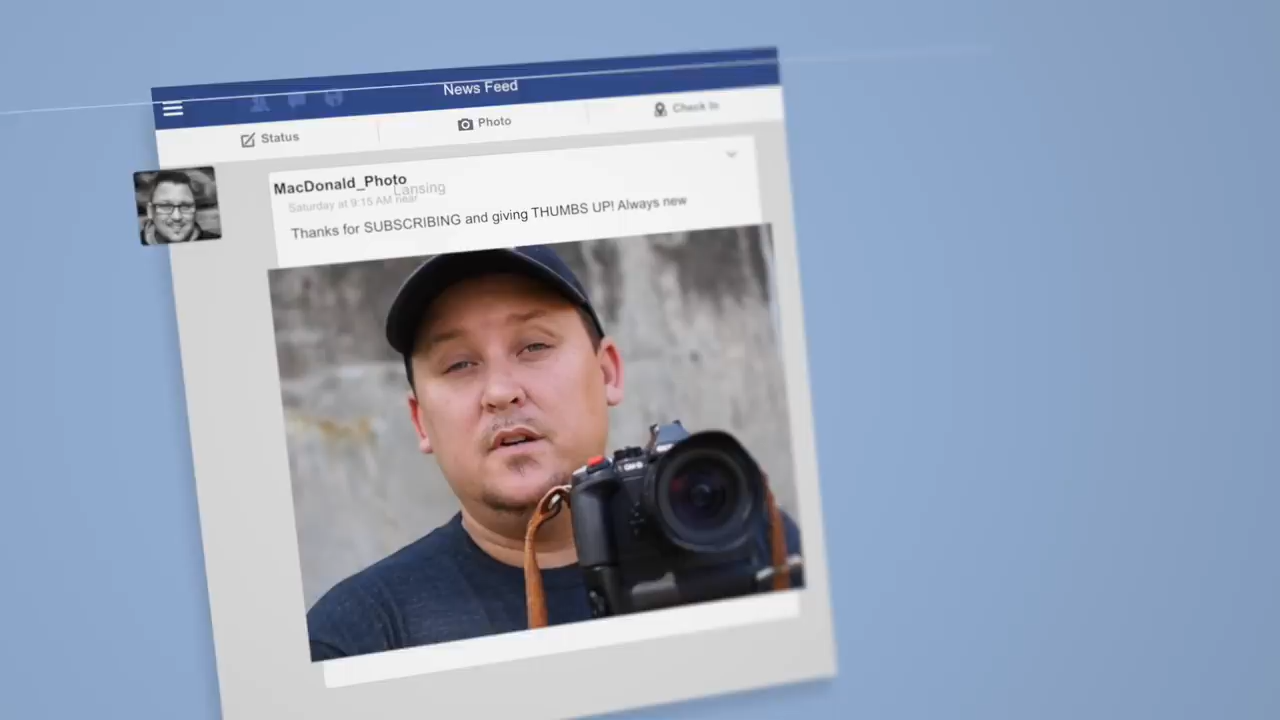 News Feed
Status
Photo
Check In
MacDonald_Photo
Saturday at 9:15 AM near Lansing
Thanks for SUBSCRIBING and giving THUMBS UP! Always new